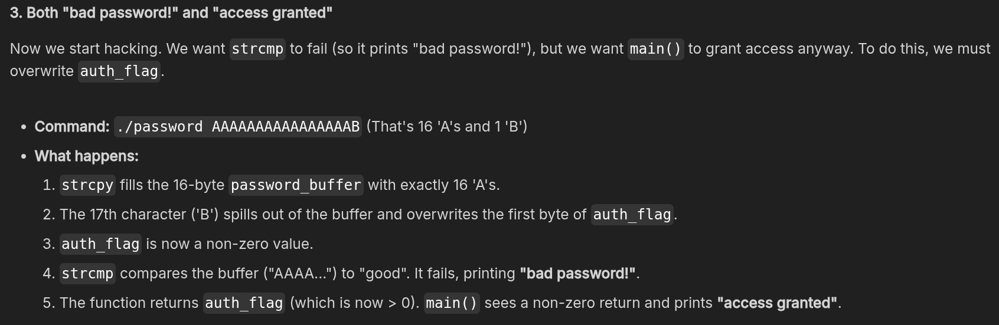 3. Both "bad password!" and "access granted"
Now we start hacking. We want strcmp to fail (so it prints "bad password!"), but we want main() to grant access anyway. To do this, we must
overwrite auth_flag.
• Command: ./password AAAAAAAAAAAAAAAAB (That's 16 'A's and 1 'B')
• What happens:
1. strcpy fills the 16-byte password_buffer with exactly 16 'A's.
2. The 17th character ('B') spills out of the buffer and overwrites the first byte of auth_flag.
3. auth_flag is now a non-zero value.
4. strcmp compares the buffer ("AAAA...") to "good". It fails, printing "bad password!".
5. The function returns auth_flag (which is now > 0). main() sees a non-zero return and prints "access granted".